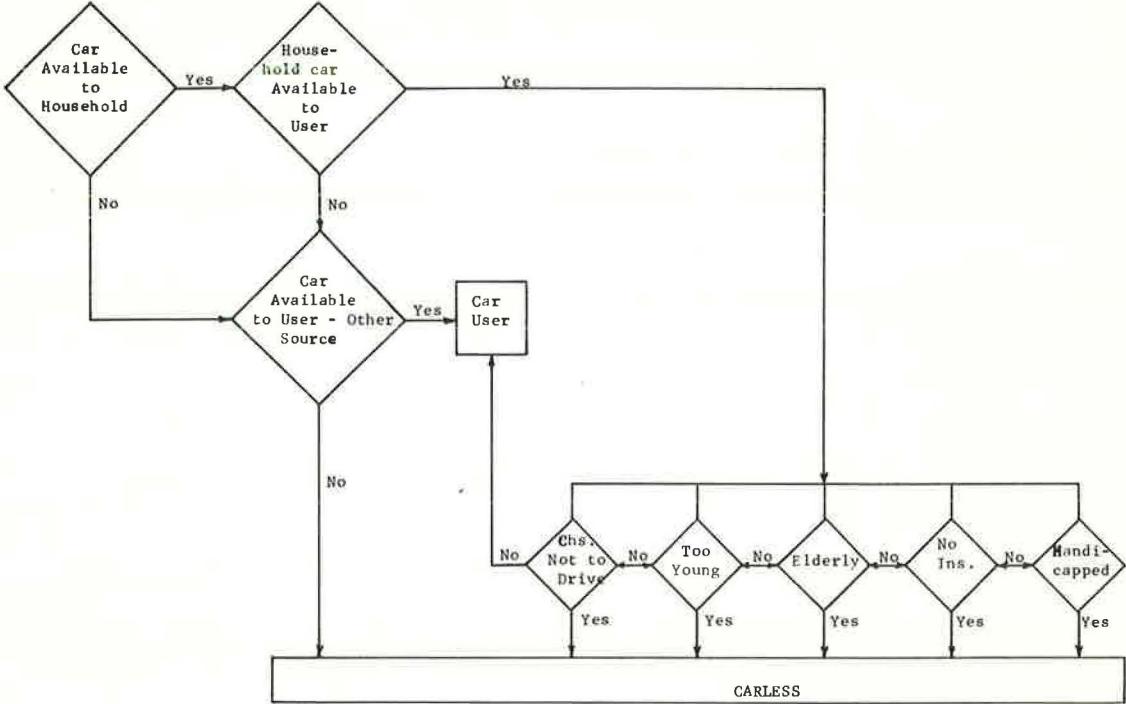 Car
Available
to
Household
Yes
House-
hold car
Available
to
User
Yes
No
No
Car
Available
to User - Other
Source
Yes
Car
User
No
No
Chs.
Not to
Drive
No
Too
Young
No
Elderly
No
No
Ins.
No
Handi-
capped
Yes
Yes
Yes
Yes
Yes
CARLESS